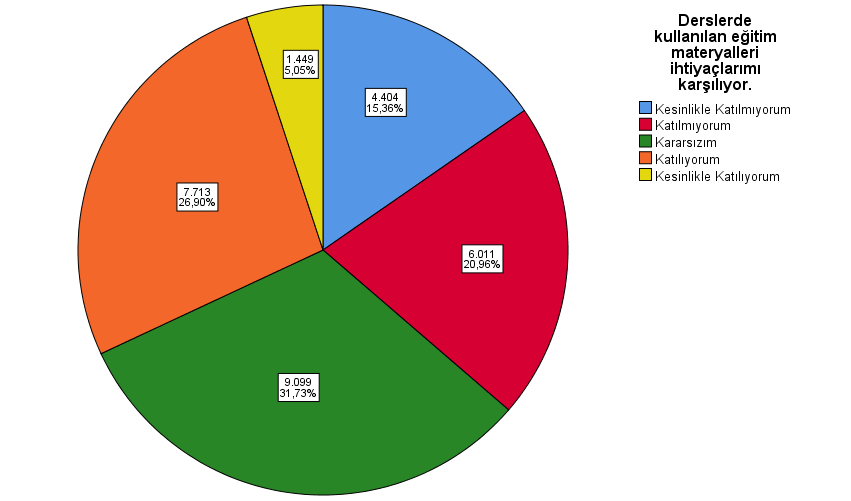 Derslerde
kullanılan eğitim
materyalleri
ihtiyaçlarımı
karşılıyor.
Kesinlikle Katılmıyorum
Katılmıyorum
Kararsızım
Katılıyorum
Kesinlikle Katılıyorum
1.449
5,05%
4.404
15,36%
7.713
26,90%
6.011
20,96%
9.099
31,73%